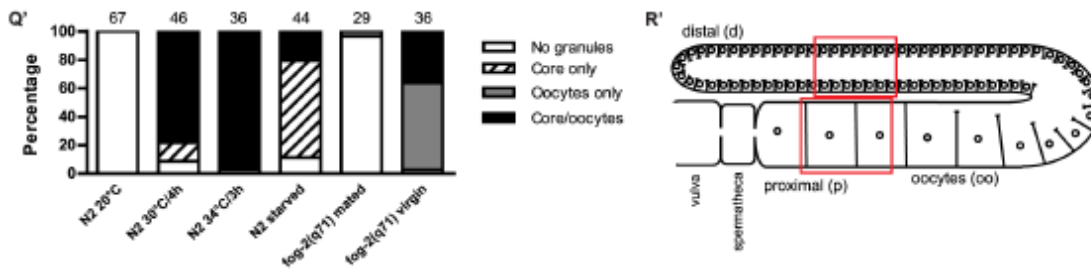 Q'
67 46 36 44 29 36
100
80
60
40
20
0
Percentage
N2 20°C
N2 30°C/4h
N2 34°C/3h
N2 starved
fog-2(q71) mated
fog-2(q71) virgin
No granules
Core only
Oocytes only
Core/oocytes
R'
distal (d)
proximal (p)
oocytes (oo)
vulva
spermatheca